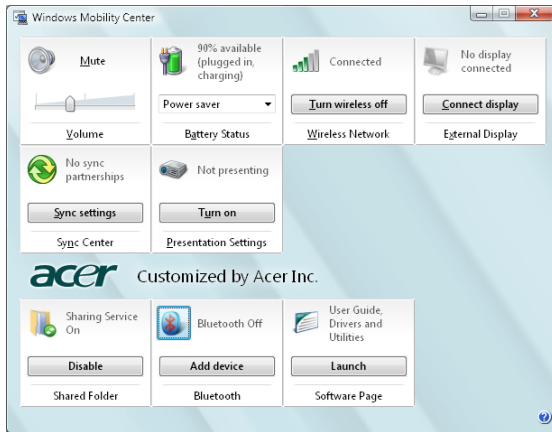 Windows Mobility Center
Mute
Volume
90% available
(plugged in,
charging)
Power saver
Battery Status
Connected
Turn wireless off
Wireless Network
No display
connected
Connect display
External Display
No sync
partnerships
Sync settings
Sync Center
Not presenting
Turn on
Presentation Settings
acer Customized by Acer Inc.
Sharing Service
On
Disable
Shared Folder
Bluetooth Off
Add device
Bluetooth
User Guide,
Drivers and
Utilities
Launch
Software Page